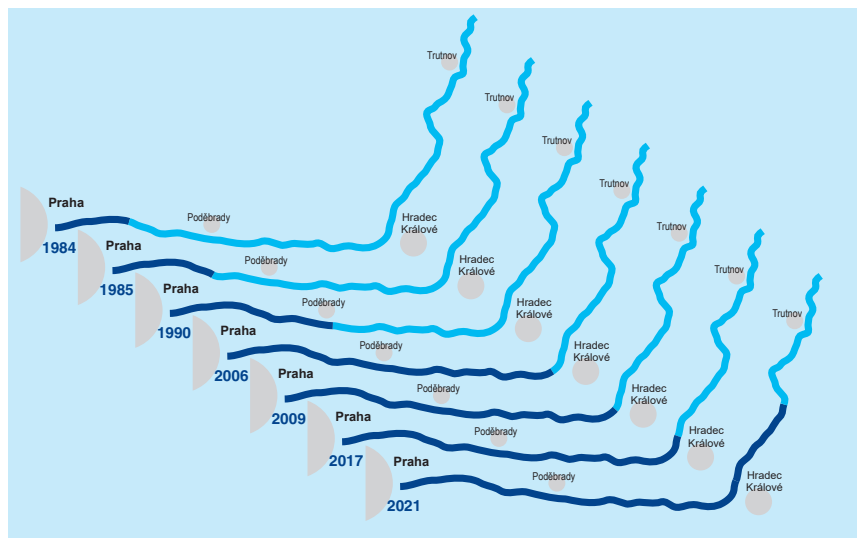 Trutnov
Praha
Poděbrady
Hradec
Králové
1984
Trutnov
Praha
Poděbrady
Hradec
Králové
1985
Trutnov
Praha
Poděbrady
Hradec
Králové
1990
Trutnov
Praha
Poděbrady
Hradec
Králové
2006
Trutnov
Praha
Poděbrady
Hradec
Králové
2009
Trutnov
Praha
Poděbrady
Hradec
Králové
2017
Trutnov
Praha
Poděbrady
Hradec
Králové
2021